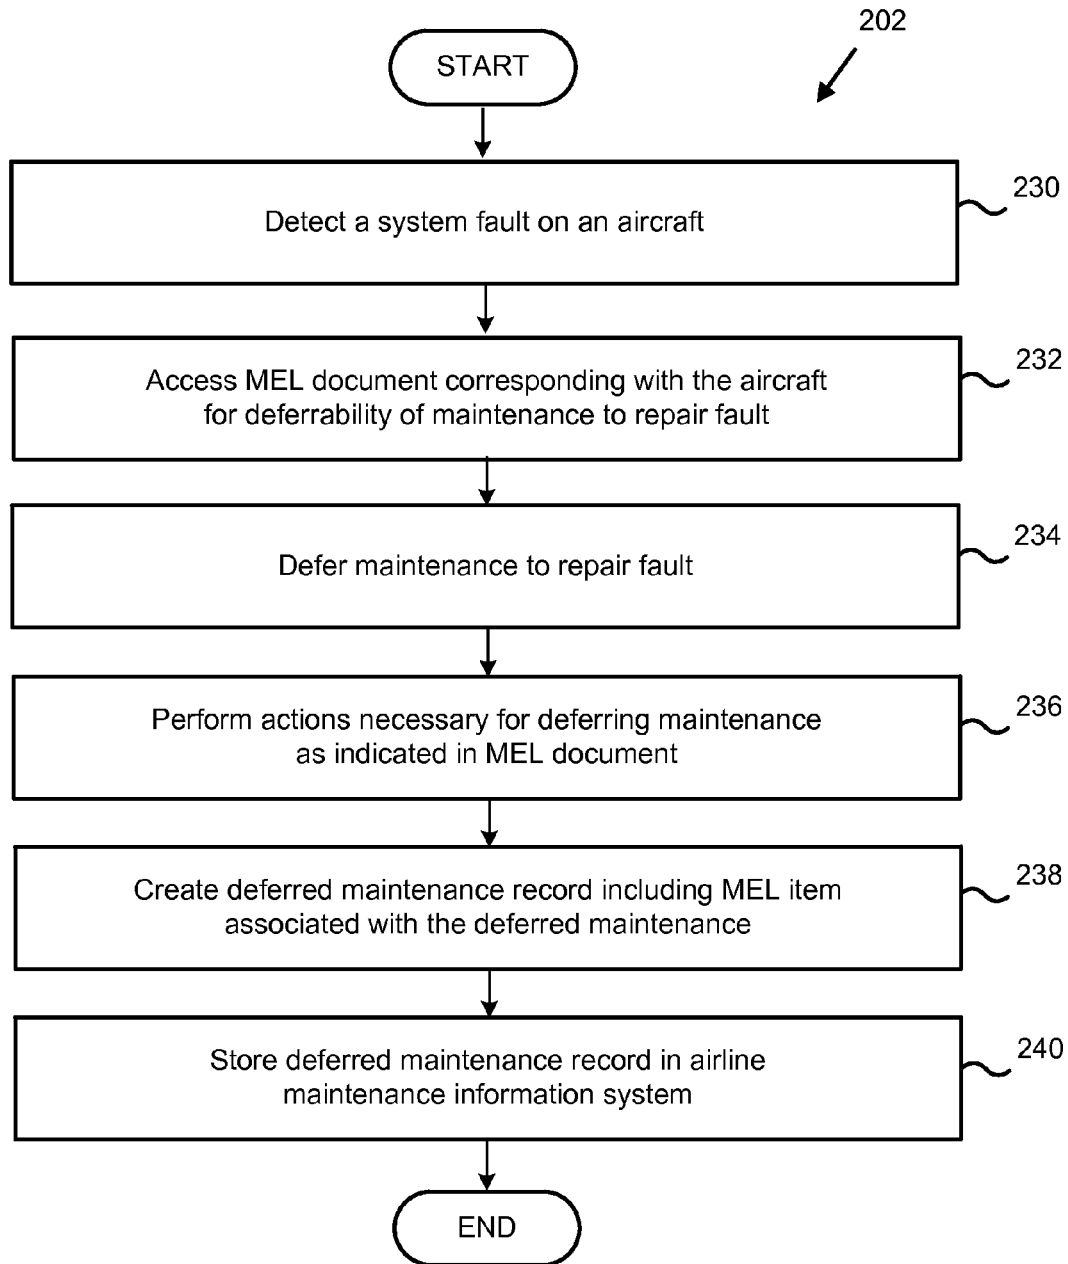 202
START
Detect a system fault on an aircraft
230
Access MEL document corresponding with the aircraft
for deferrability of maintenance to repair fault
232
Defer maintenance to repair fault
234
Perform actions necessary for deferring maintenance
as indicated in MEL document
236
Create deferred maintenance record including MEL item
associated with the deferred maintenance
238
Store deferred maintenance record in airline
maintenance information system
240
END